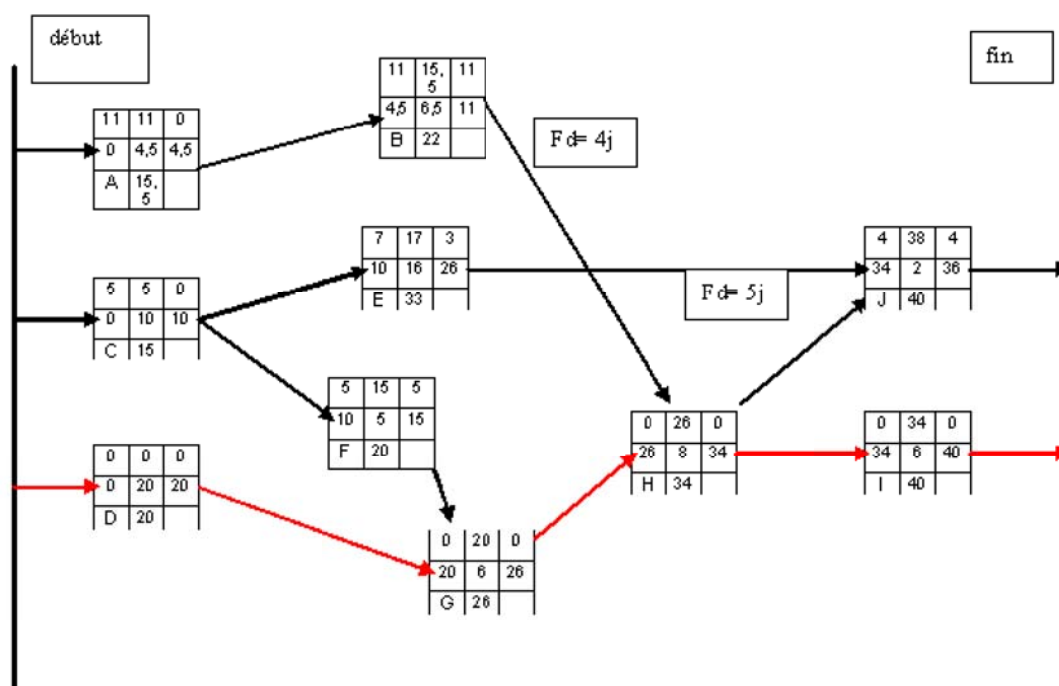 début
fin
11 15, 11
5
4,5 6,5 11
B 22
11 11 0
0 4,5 4,5
A 15,
5
Fd= 4j
7 17 3
10 16 26
E 33
4 38 4
34 2 36
J 40
Fd= 5j
5 5 0
0 10 10
C 15
5 15 5
10 5 15
F 20
0 26 0
26 8 34
H 34
0 34 0
34 6 40
I 40
0 0 0
0 20 20
D 20
0 20 0
20 6 26
G 26